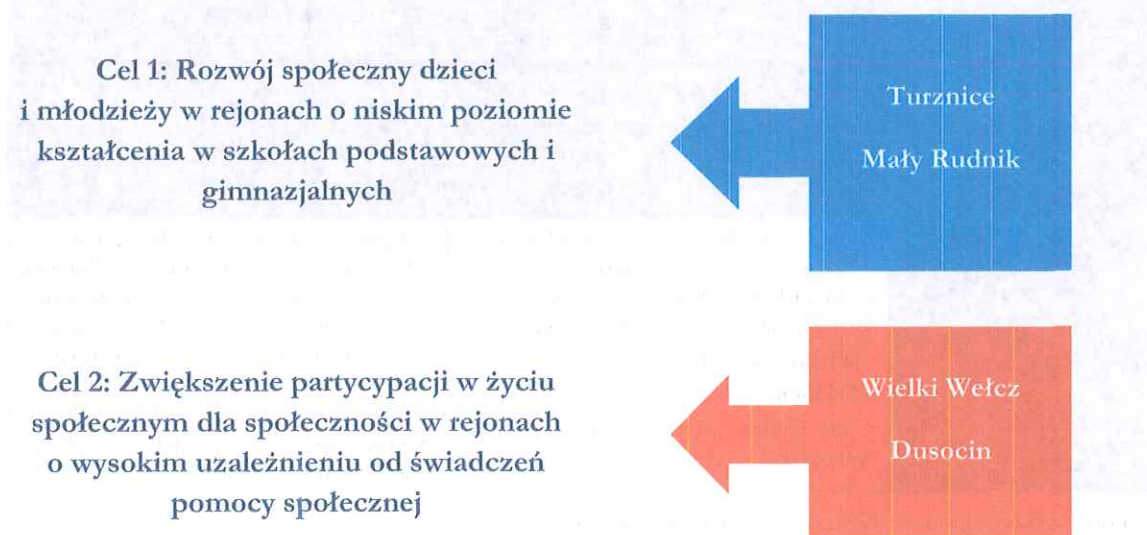 Cel 1: Rozwój społeczny dzieci
i młodzieży w rejonach o niskim poziomie
kształcenia w szkołach podstawowych i
gimnazjalnych
Turznice
Mały Rudnik
Cel 2: Zwiększenie partycypacji w życiu
społecznym dla społeczności w rejonach
o wysokim uzależnieniu od świadczeń
pomocy społecznej
Wielki Wełcz
Dusocin